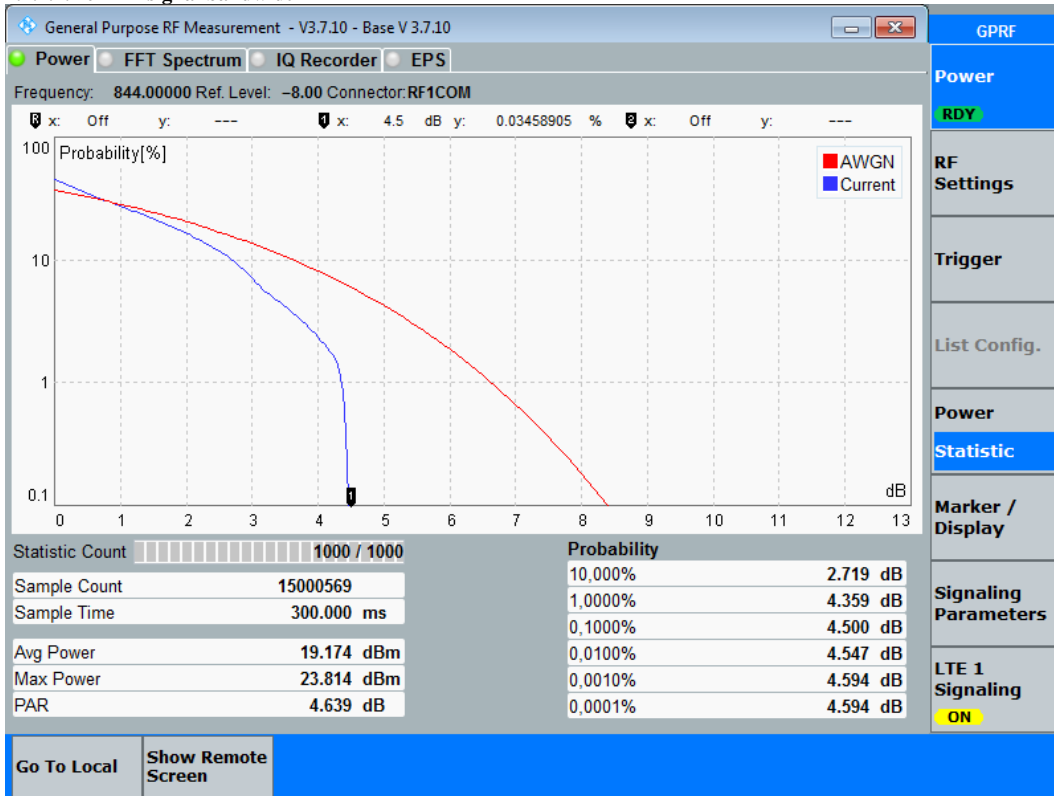 General Purpose RF Measurement - V3.7.10 - Base V 3.7.10
GPRF
Power FFT Spectrum IQ Recorder EPS
Frequency: 844.00000 Ref. Level: -8.00 Connector:RF1COM
R x: Off y: --- 1 x: 4.5 dB y: 0.03458905 % 2 x: Off y: ---
Probability[%]
AWGN
Current
100
10
1
0.1
dB
0 1 2 3 4 5 6 7 8 9 10 11 12 13
1
Statistic Count 1000 / 1000
Sample Count 15000569
Sample Time 300.000 ms
Avg Power 19.174 dBm
Max Power 23.814 dBm
PAR 4.639 dB
Probability
10,000% 2.719 dB
1,0000% 4.359 dB
0,1000% 4.500 dB
0,0100% 4.547 dB
0,0010% 4.594 dB
0,0001% 4.594 dB
Power
RDY
RF
Settings
Trigger
List Config.
Power
Statistic
Marker /
Display
Signaling
Parameters
LTE 1
Signaling
ON
Go To Local
Show Remote
Screen